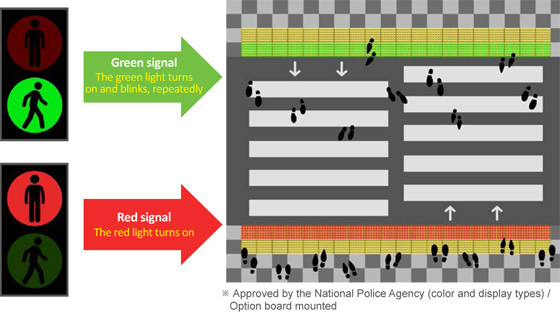 Green signal
The green light turns
on and blinks, repeatedly
Red signal
The red light turns on
※ Approved by the National Police Agency (color and display types) /
Option board mounted